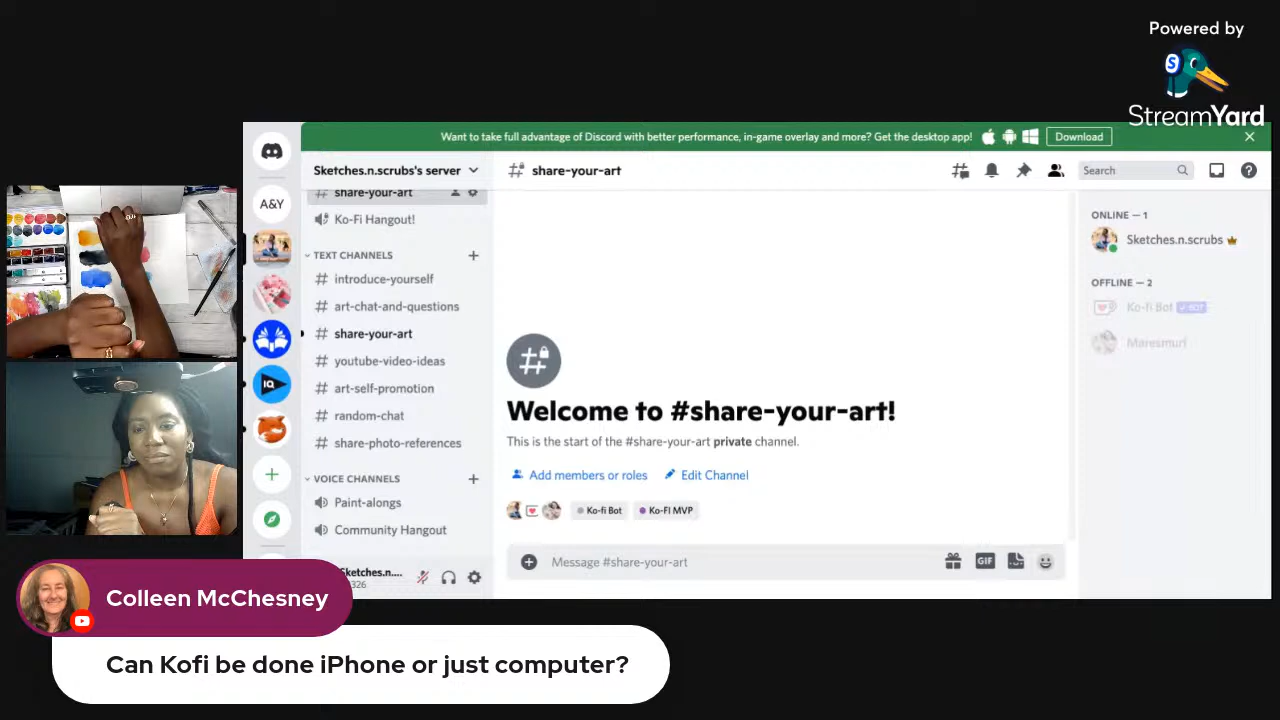 Powered by
StreamYard
Want to take full advantage of Discord with better performance, in-game overlay and more? Get the desktop app!
Download
Sketches.n.scrubs's server
share-your-art
Search
A&Y
share-your-art
Ko-Fi Hangout!
TEXT CHANNELS
introduce-yourself
art-chat-and-questions
share-your-art
youtube-video-ideas
art-self-promotion
random-chat
share-photo-references
VOICE CHANNELS
Paint-alongs
Community Hangout
Sketches.n....
326
IQ
Welcome to #share-your-art!
This is the start of the #share-your-art private channel.
Add members or roles
Edit Channel
Ko-fi Bot
Ko-FI MVP
Message #share-your-art
GIF
ONLINE — 1
Sketches.n.scrubs
OFFLINE — 2
Ko-fi Bot
BOT
Maresmuri
Colleen McChesney
Can Kofi be done iPhone or just computer?